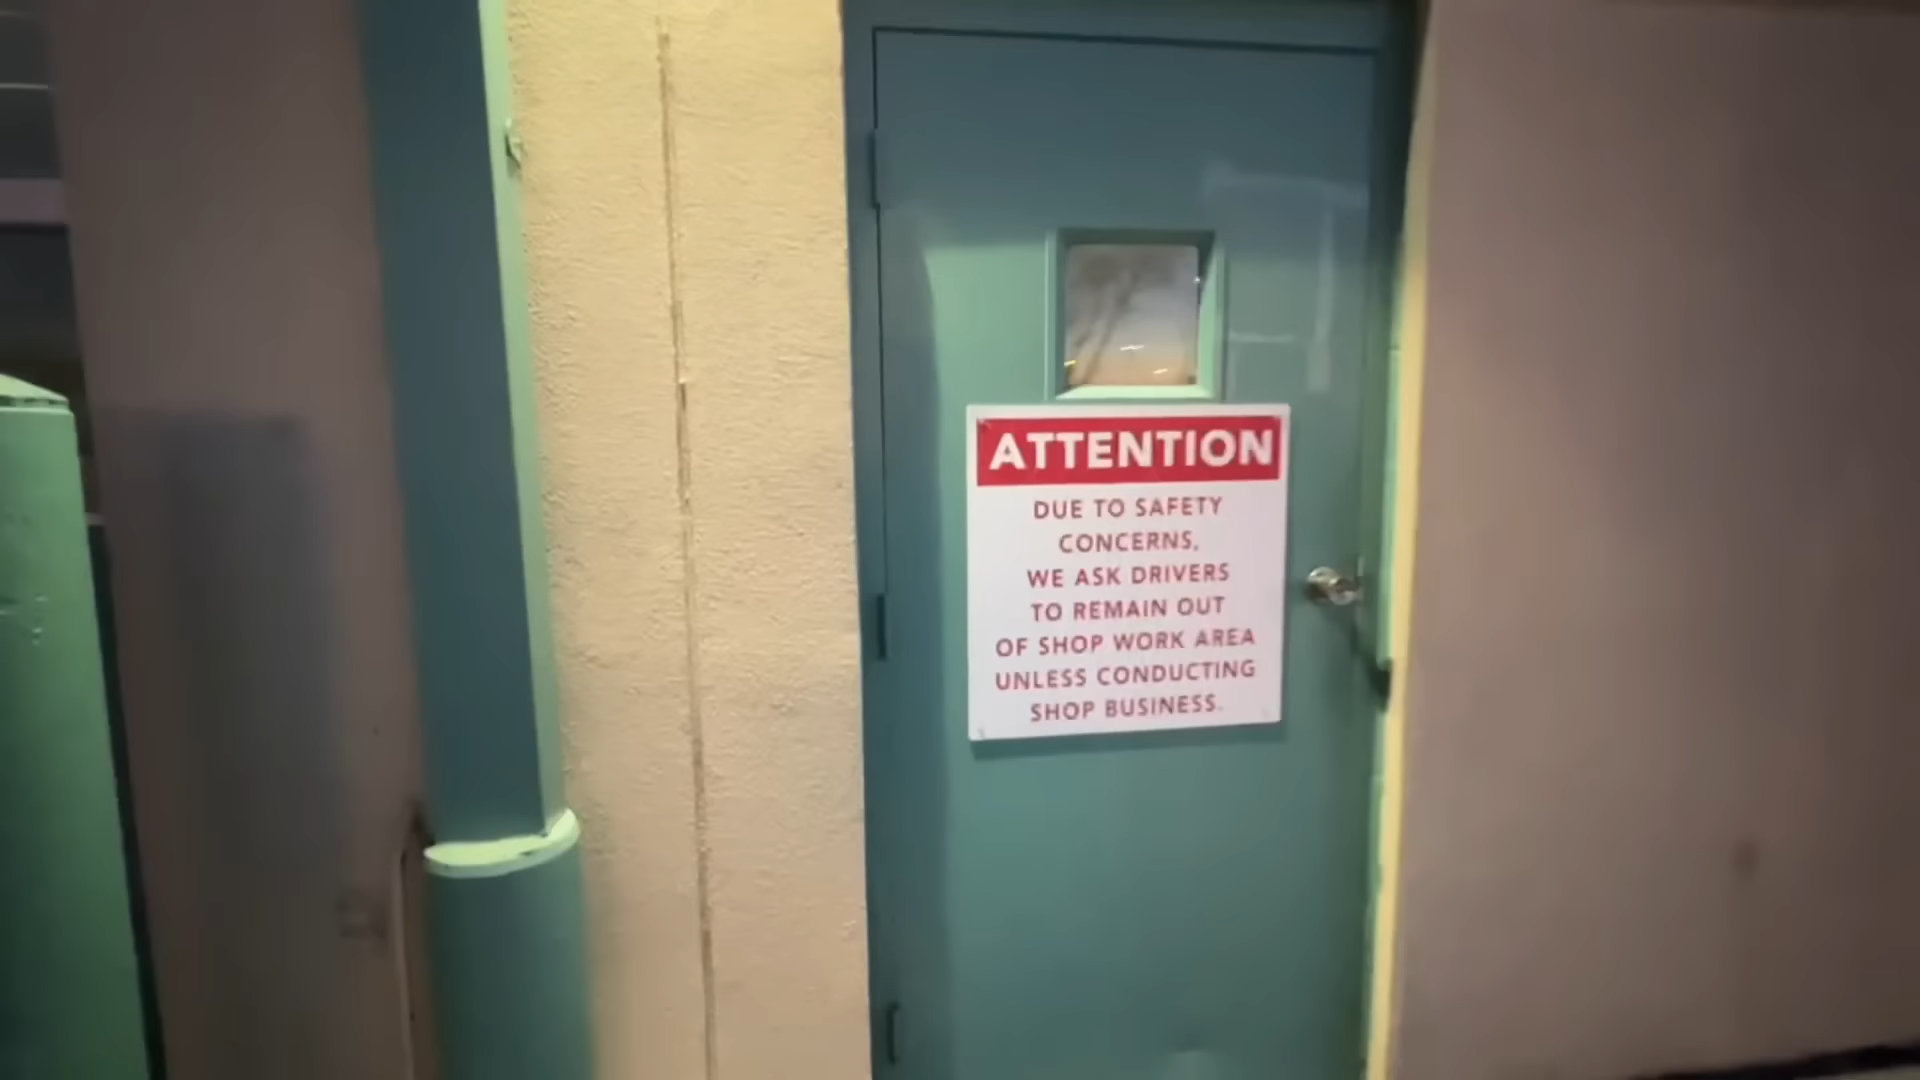 ATTENTION
DUE TO SAFETY
CONCERNS,
WE ASK DRIVERS
TO REMAIN OUT
OF SHOP WORK AREA
UNLESS CONDUCTING
SHOP BUSINESS.